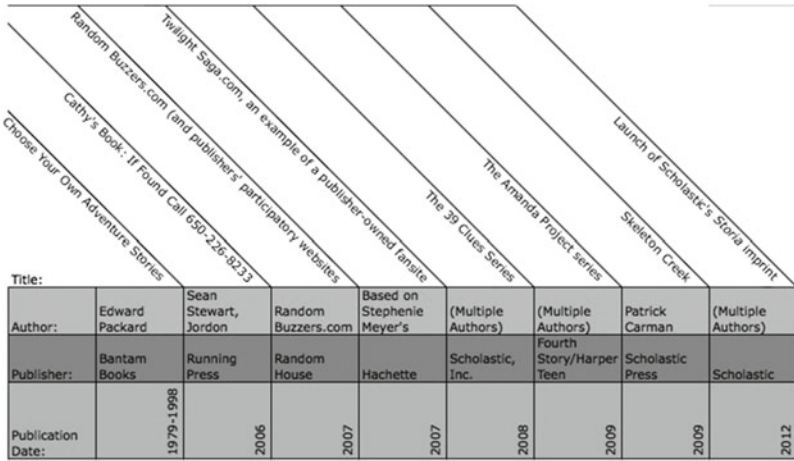 Choose Your Own Adventure Stories
Cathy's Book: If Found Call 650-226-8233
Random Buzzers.com (and publishers' participatory websites
Twilight Saga.com, an example of a publisher-owned fansite
The 39 Clues Series
The Amanda Project series
Skeleton Creek
Launch of Scholastic's Storia imprint
Title:
Author:
Edward
Packard
Sean
Stewart,
Jordon
Random
Buzzers.com
Based on
Stephenie
Meyer's
(Multiple
Authors)
(Multiple
Authors)
Patrick
Carman
(Multiple
Authors)
Publisher:
Bantam
Books
Running
Press
Random
House
Hachette
Scholastic,
Inc.
Fourth
Story/Harper
Teen
Scholastic
Press
Scholastic
Publication
Date:
1979-1998
2006
2007
2007
2008
2009
2009
2012